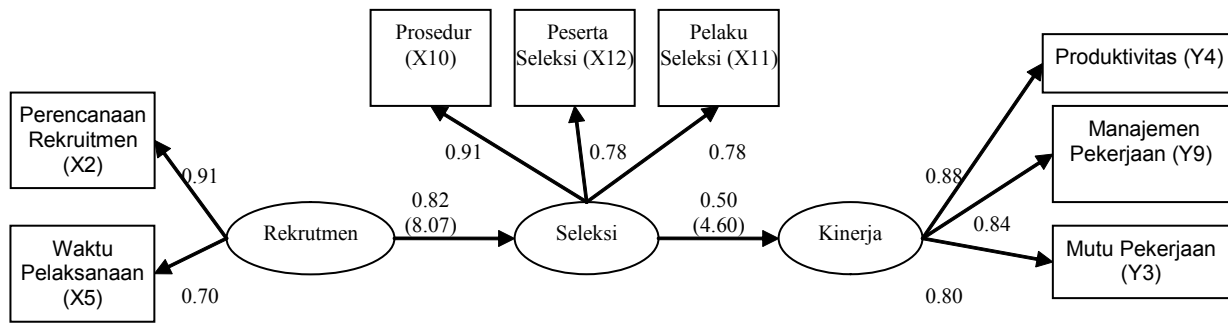 Prosedur
(X10)
Peserta
Seleksi (X12)
Pelaku
Seleksi (X11)
Produktivitas (Y4)
Perencanaan
Rekruitmen
(X2)
Manajemen
Pekerjaan (Y9)
0.91
0.91
0.78
0.78
0.88
0.82
(8.07)
0.50
(4.60)
Rekrutmen
Seleksi
Kinerja
0.84
Waktu
Pelaksanaan
(X5)
Mutu Pekerjaan
(Y3)
0.70
0.80